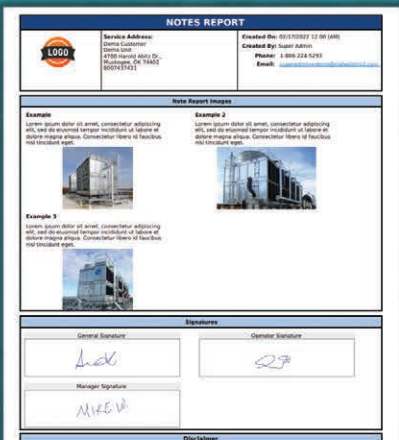 NOTES REPORT
LOGO
Service Address:
Demo Customer
Demo Unit
4700 Harold Abitz Dr.,
Muskogee, OK 74403
8007437431
Created On: 02/17/2022 12:00 (AM)
Created By: Super Admin
Phone: 1-800-224-5293
Email:
Note Report Images
Example
Lorem ipsum dolor sit amet, consectetur adipiscing
elit, sed do eiusmod tempor incididunt ut labore et
dolore magna aliqua. Consectetur libero id faucibus
nisl tincidunt eget.
Example 2
Lorem ipsum dolor sit amet, consectetur adipiscing
elit, sed do eiusmod tempor incididunt ut labore et
dolore magna aliqua. Consectetur libero id faucibus
nisl tincidunt eget.
Example 3
Lorem ipsum dolor sit amet, consectetur adipiscing
elit, sed do eiusmod tempor incididunt ut labore et
dolore magna aliqua. Consectetur libero id faucibus
nisl tincidunt eget.
Signatures
General Signature
Operator Signature
Manager Signature
MIKE W.
Disclaimer